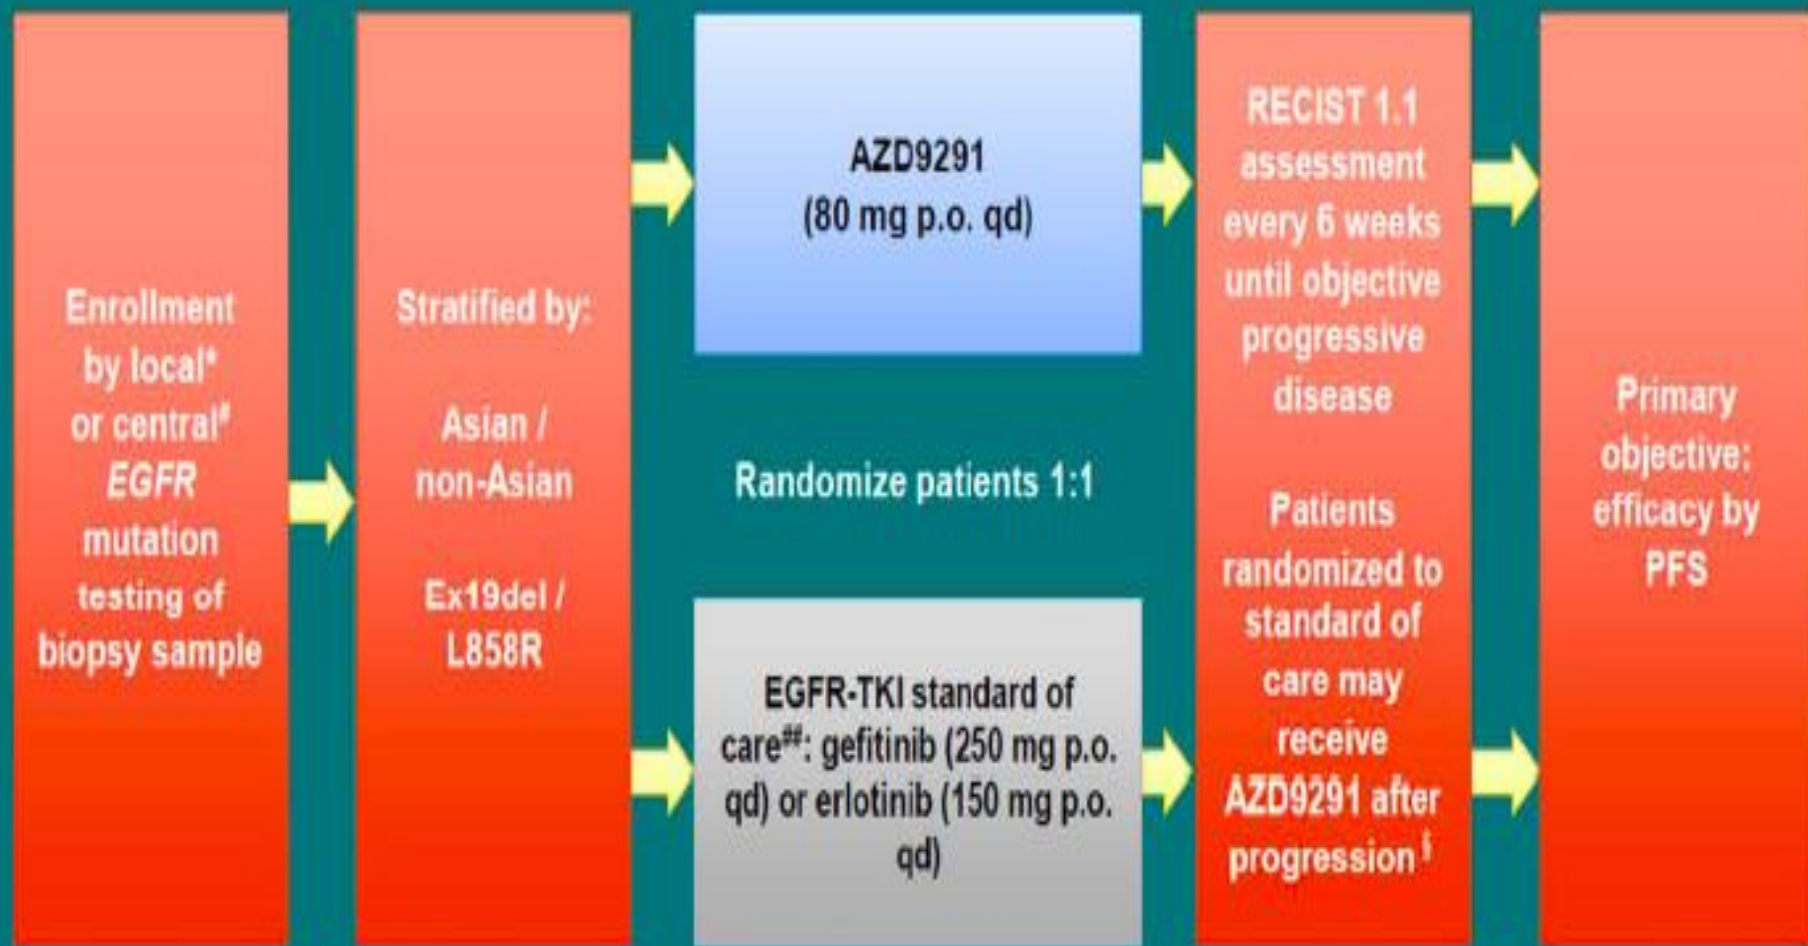 Enrollment
by local*
or central#
EGFR
mutation
testing of
biopsy sample
Stratified by:
Asian /
non-Asian
Ex19del /
L858R
AZD9291
(80 mg p.o. qd)
Randomize patients 1:1
EGFR-TKI standard of
care##: gefitinib (250 mg p.o.
qd) or erlotinib (150 mg p.o.
qd)
RECIST 1.1
assessment
every 6 weeks
until objective
progressive
disease
Patients
randomized to
standard of
care may
receive
AZD9291 after
progression §
Primary
objective:
efficacy by
PFS